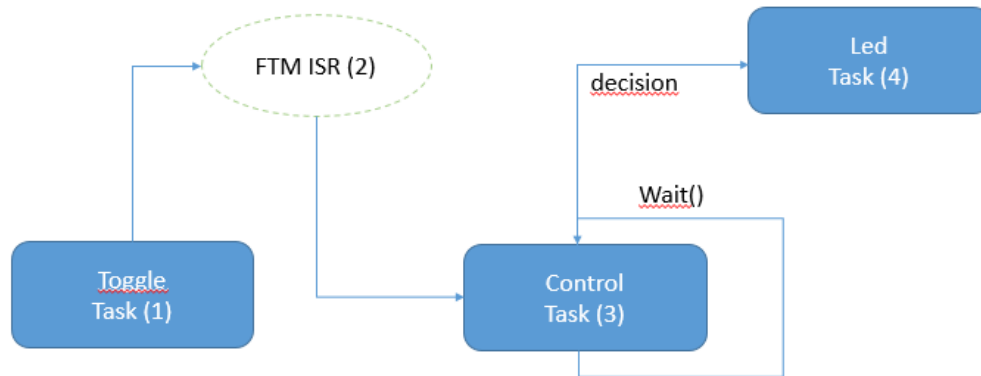 FTM ISR (2)
Led
Task (4)
decision
Wait()
Toggle
Task (1)
Control
Task (3)